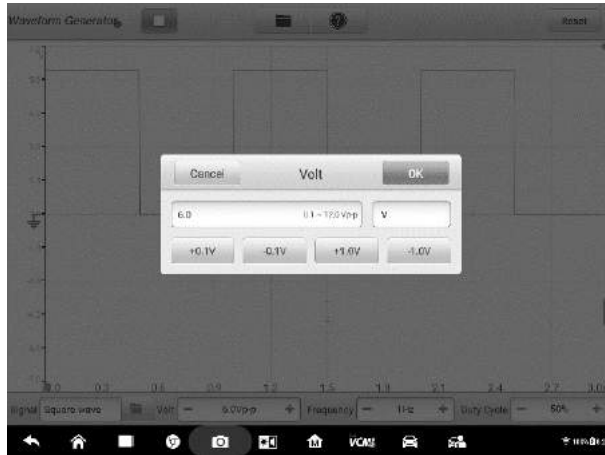 Waveform Generator
Reset
Cancel Volt OK
6.0 0.1 ~ 12.0 Vp-p V
+0.1V -0.1V +1.0V -1.0V
0.0 0.3 0.6 0.9 1.2 1.5 1.8 2.1 2.4 2.7 3.0
Signal Square wave Volt − 6.0Vp-p + Frequency − 1Hz + Duty Cycle − 50% +
VCMI